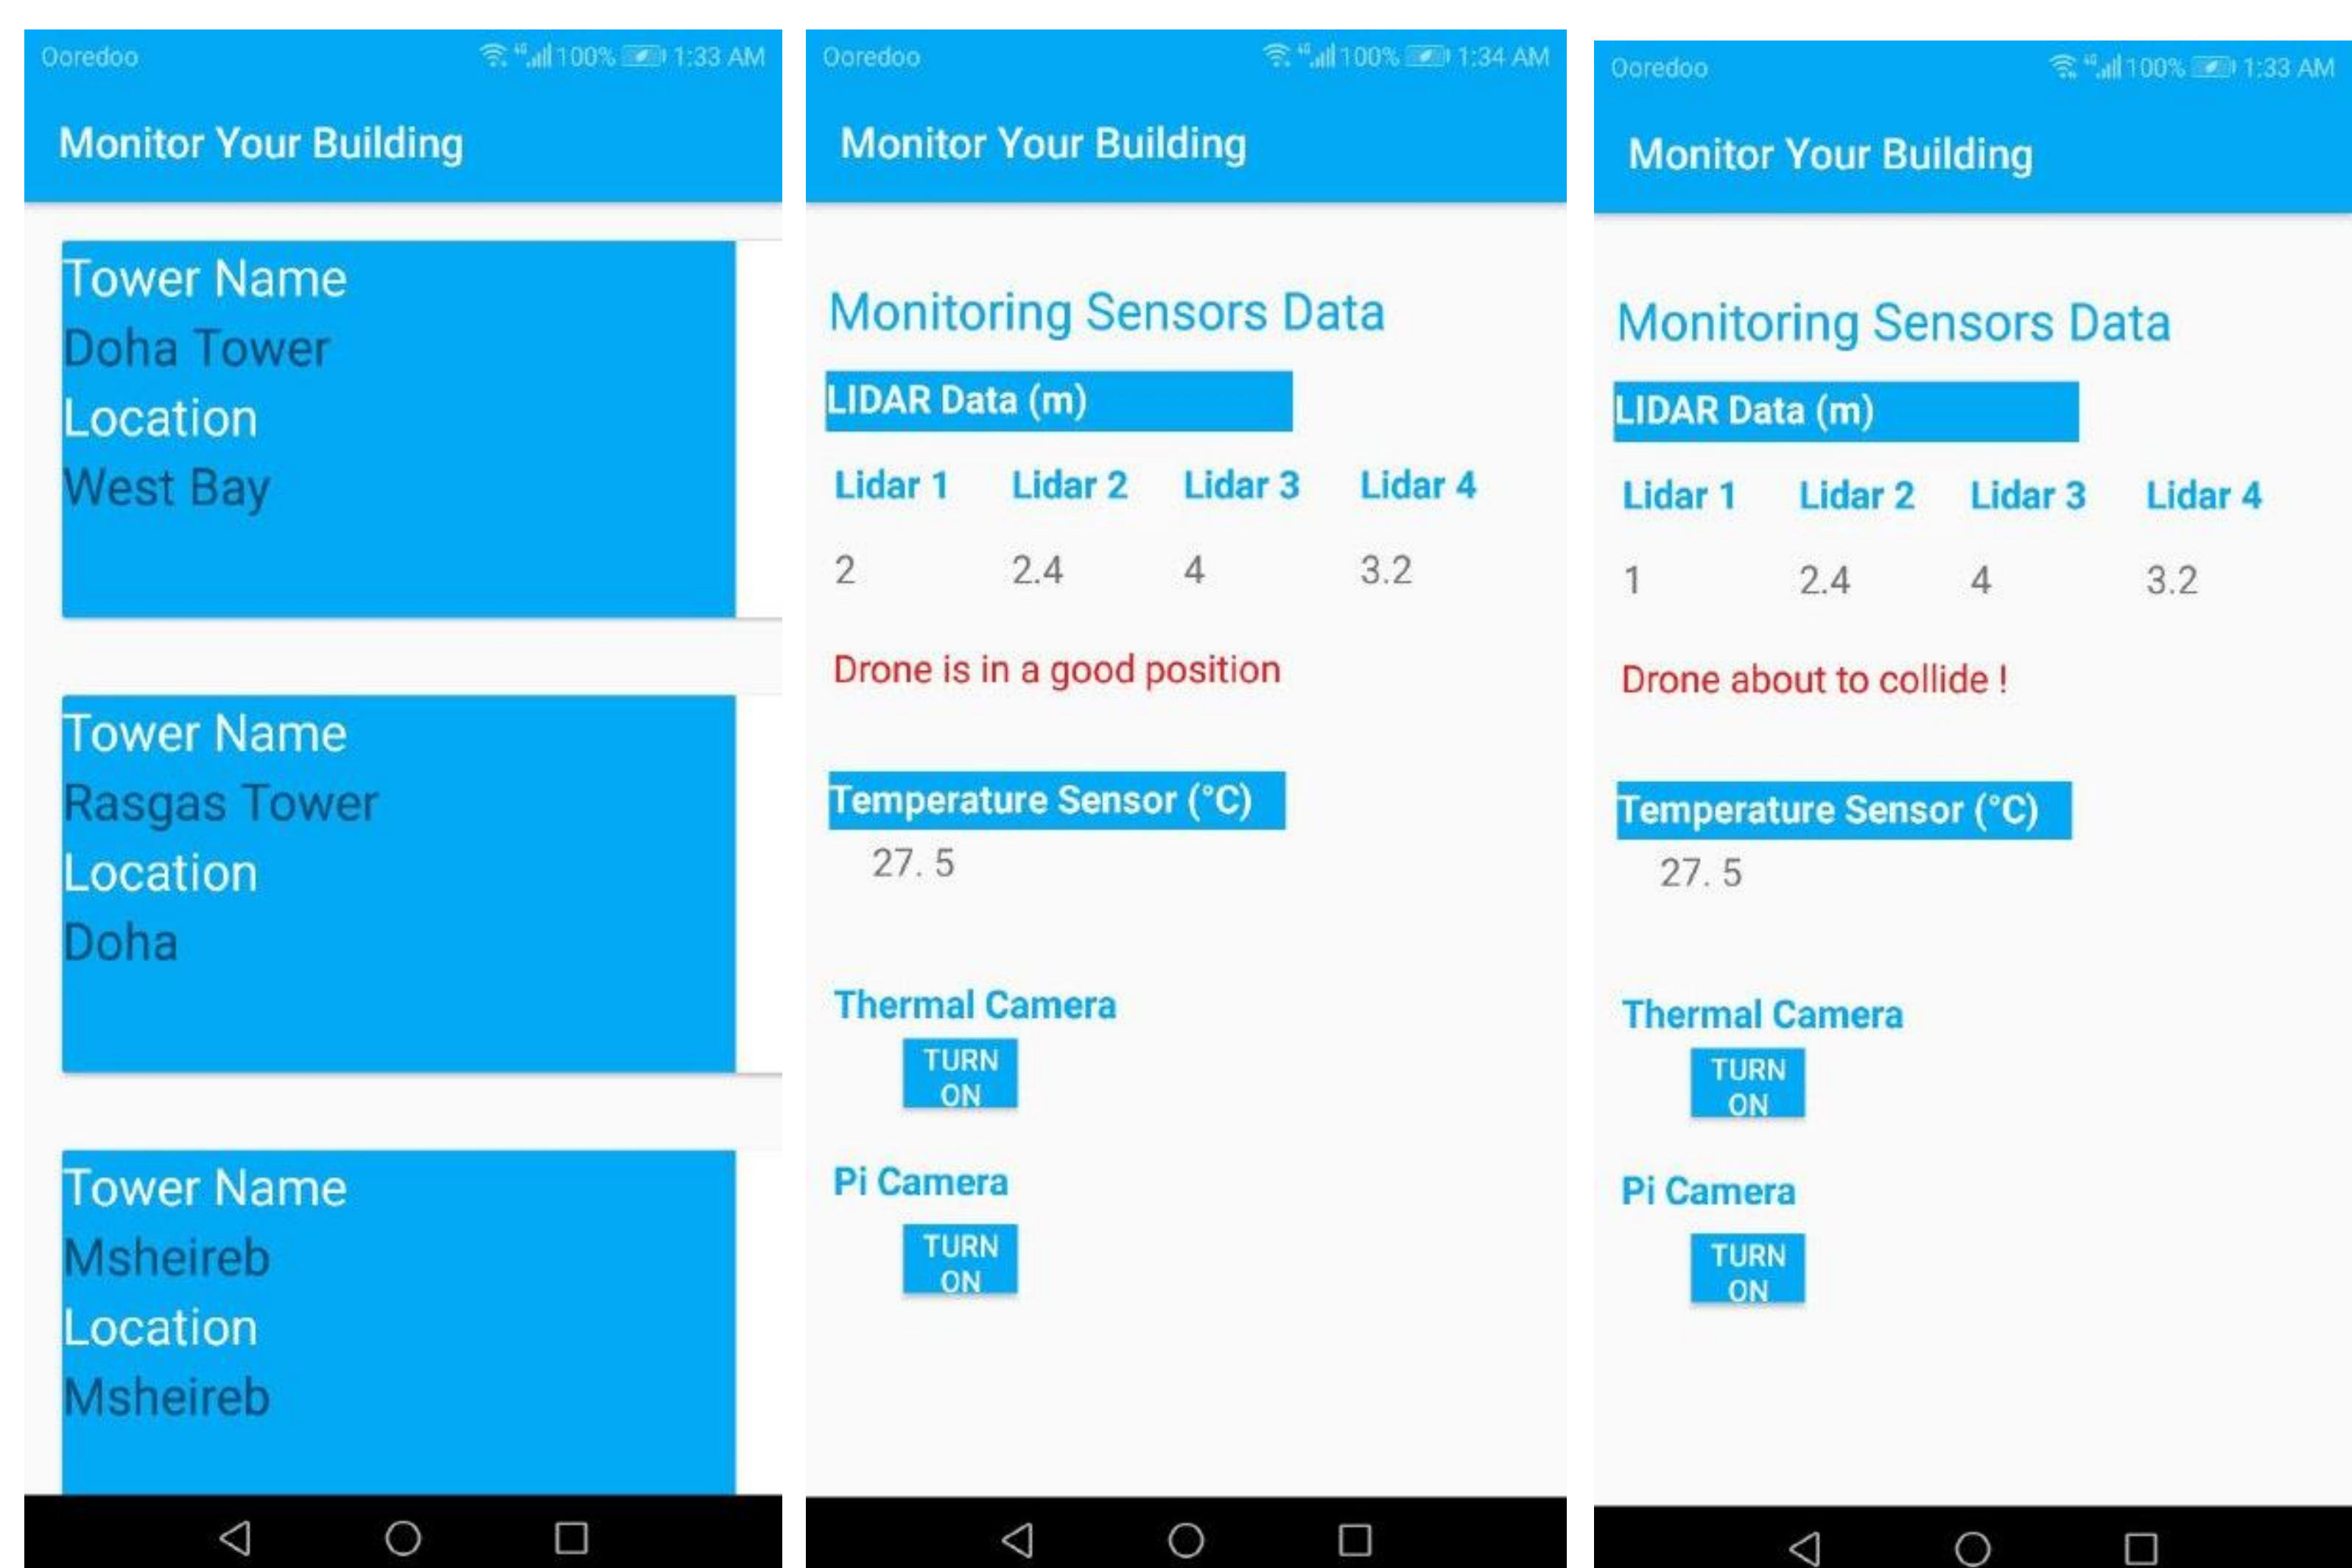 Ooredoo 4G 100% 1:33 AM
Monitor Your Building
Tower Name
Doha Tower
Location
West Bay
Tower Name
Rasgas Tower
Location
Doha
Tower Name
Msheireb
Location
Msheireb
Ooredoo 4G 100% 1:34 AM
Monitor Your Building
Monitoring Sensors Data
LIDAR Data (m)
Lidar 1 Lidar 2 Lidar 3 Lidar 4
2 2.4 4 3.2
Drone is in a good position
Temperature Sensor (°C)
27. 5
Thermal Camera
TURN
ON
Pi Camera
TURN
ON
Ooredoo 4G 100% 1:33 AM
Monitor Your Building
Monitoring Sensors Data
LIDAR Data (m)
Lidar 1 Lidar 2 Lidar 3 Lidar 4
1 2.4 4 3.2
Drone about to collide !
Temperature Sensor (°C)
27. 5
Thermal Camera
TURN
ON
Pi Camera
TURN
ON